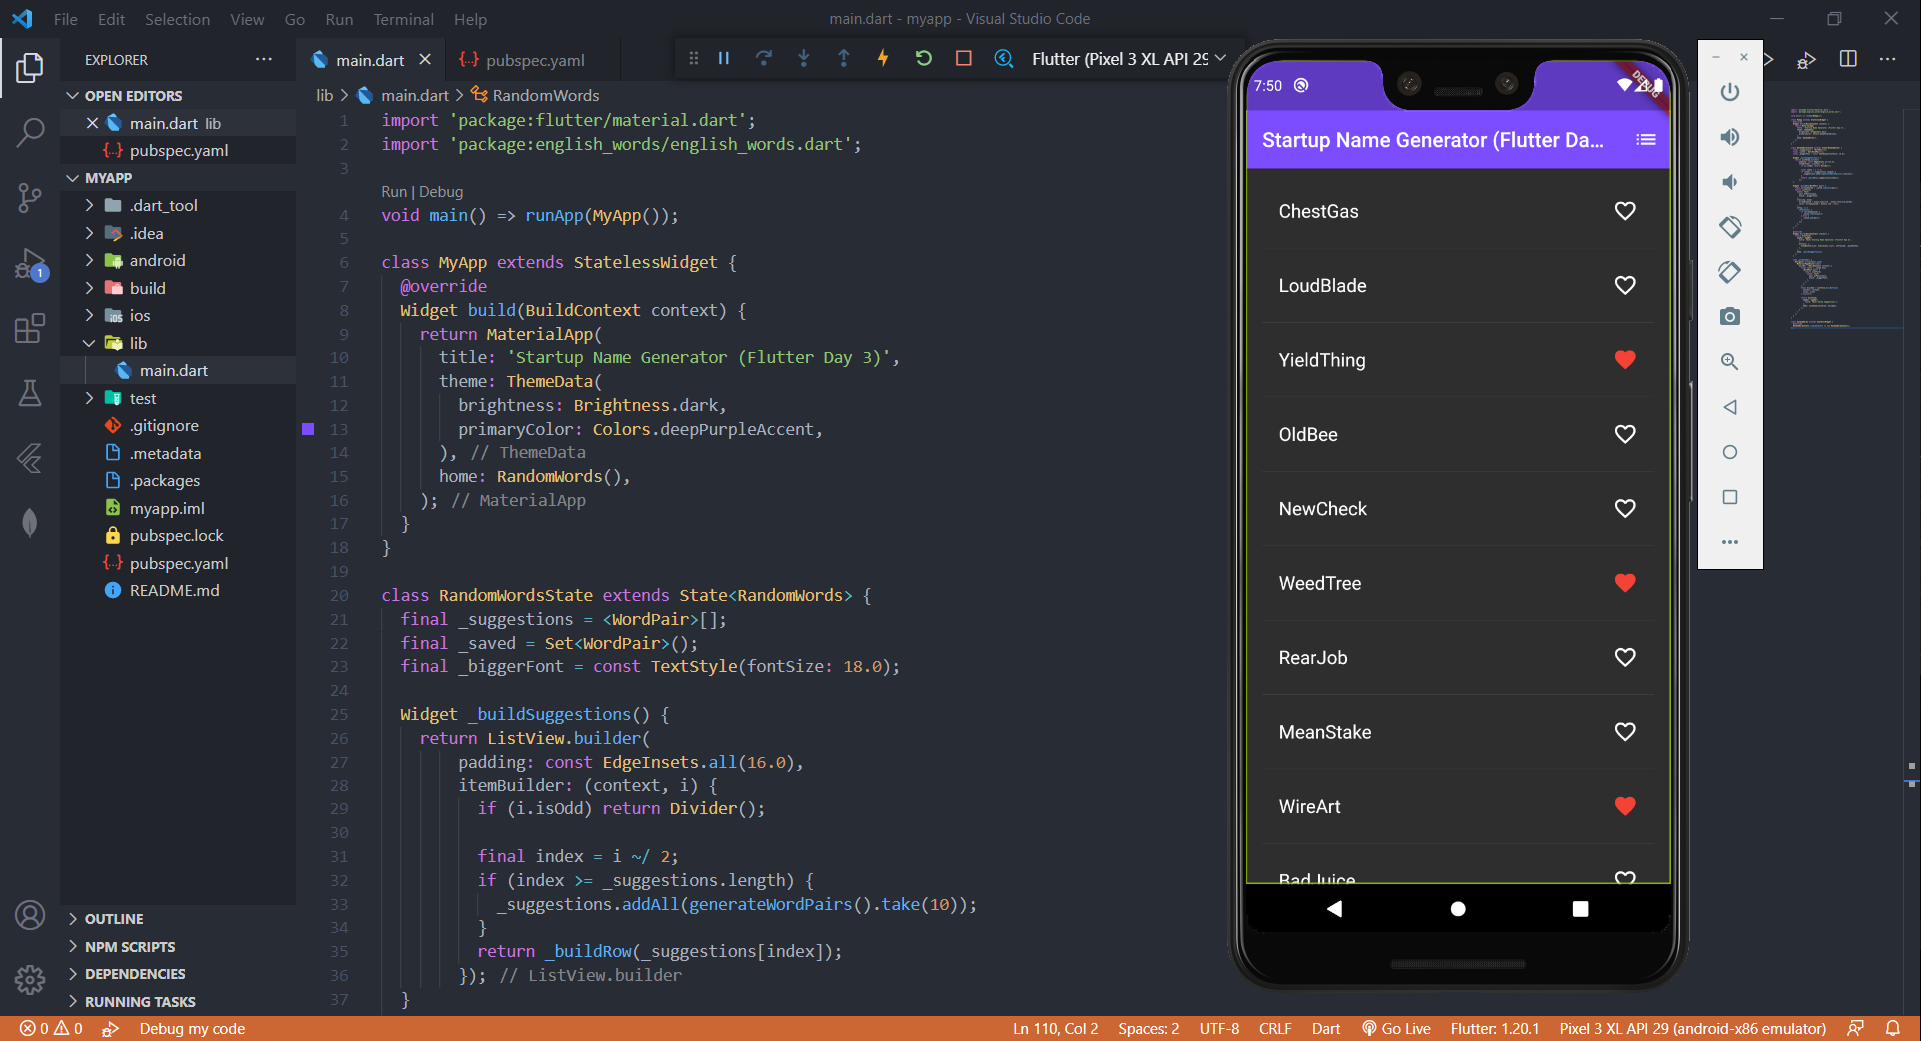 File Edit Selection View Go Run Terminal Help
main.dart - myapp - Visual Studio Code
EXPLORER
OPEN EDITORS
main.dart lib
pubspec.yaml
MYAPP
.dart_tool
.idea
android
build
ios
lib
main.dart
test
.gitignore
.metadata
.packages
myapp.iml
pubspec.lock
pubspec.yaml
README.md
OUTLINE
NPM SCRIPTS
DEPENDENCIES
RUNNING TASKS
1
main.dart
pubspec.yaml
Flutter (Pixel 3 XL API 29
lib > main.dart > RandomWords
1 import 'package:flutter/material.dart';
2 import 'package:english_words/english_words.dart';
3
Run | Debug
4 void main() => runApp(MyApp());
5
6 class MyApp extends StatelessWidget {
7 @override
8 Widget build(BuildContext context) {
9 return MaterialApp(
10 title: 'Startup Name Generator (Flutter Day 3)',
11 theme: ThemeData(
12 brightness: Brightness.dark,
13 primaryColor: Colors.deepPurpleAccent,
14 ), // ThemeData
15 home: RandomWords(),
16 ); // MaterialApp
17 }
18 }
19
20 class RandomWordsState extends State<RandomWords> {
21 final _suggestions = <WordPair>[];
22 final _saved = Set<WordPair>();
23 final _biggerFont = const TextStyle(fontSize: 18.0);
24
25 Widget _buildSuggestions() {
26 return ListView.builder(
27 padding: const EdgeInsets.all(16.0),
28 itemBuilder: (context, i) {
29 if (i.isOdd) return Divider();
30
31 final index = i ~/ 2;
32 if (index >= _suggestions.length) {
33 _suggestions.addAll(generateWordPairs().take(10));
34 }
35 return _buildRow(_suggestions[index]);
36 }); // ListView.builder
37 }
7:50
DEBUG
Startup Name Generator (Flutter Da...
ChestGas
LoudBlade
YieldThing
OldBee
NewCheck
WeedTree
RearJob
MeanStake
WireArt
BadJuice
0 0 Debug my code
Ln 110, Col 2 Spaces: 2 UTF-8 CRLF Dart Go Live Flutter: 1.20.1 Pixel 3 XL API 29 (android-x86 emulator)